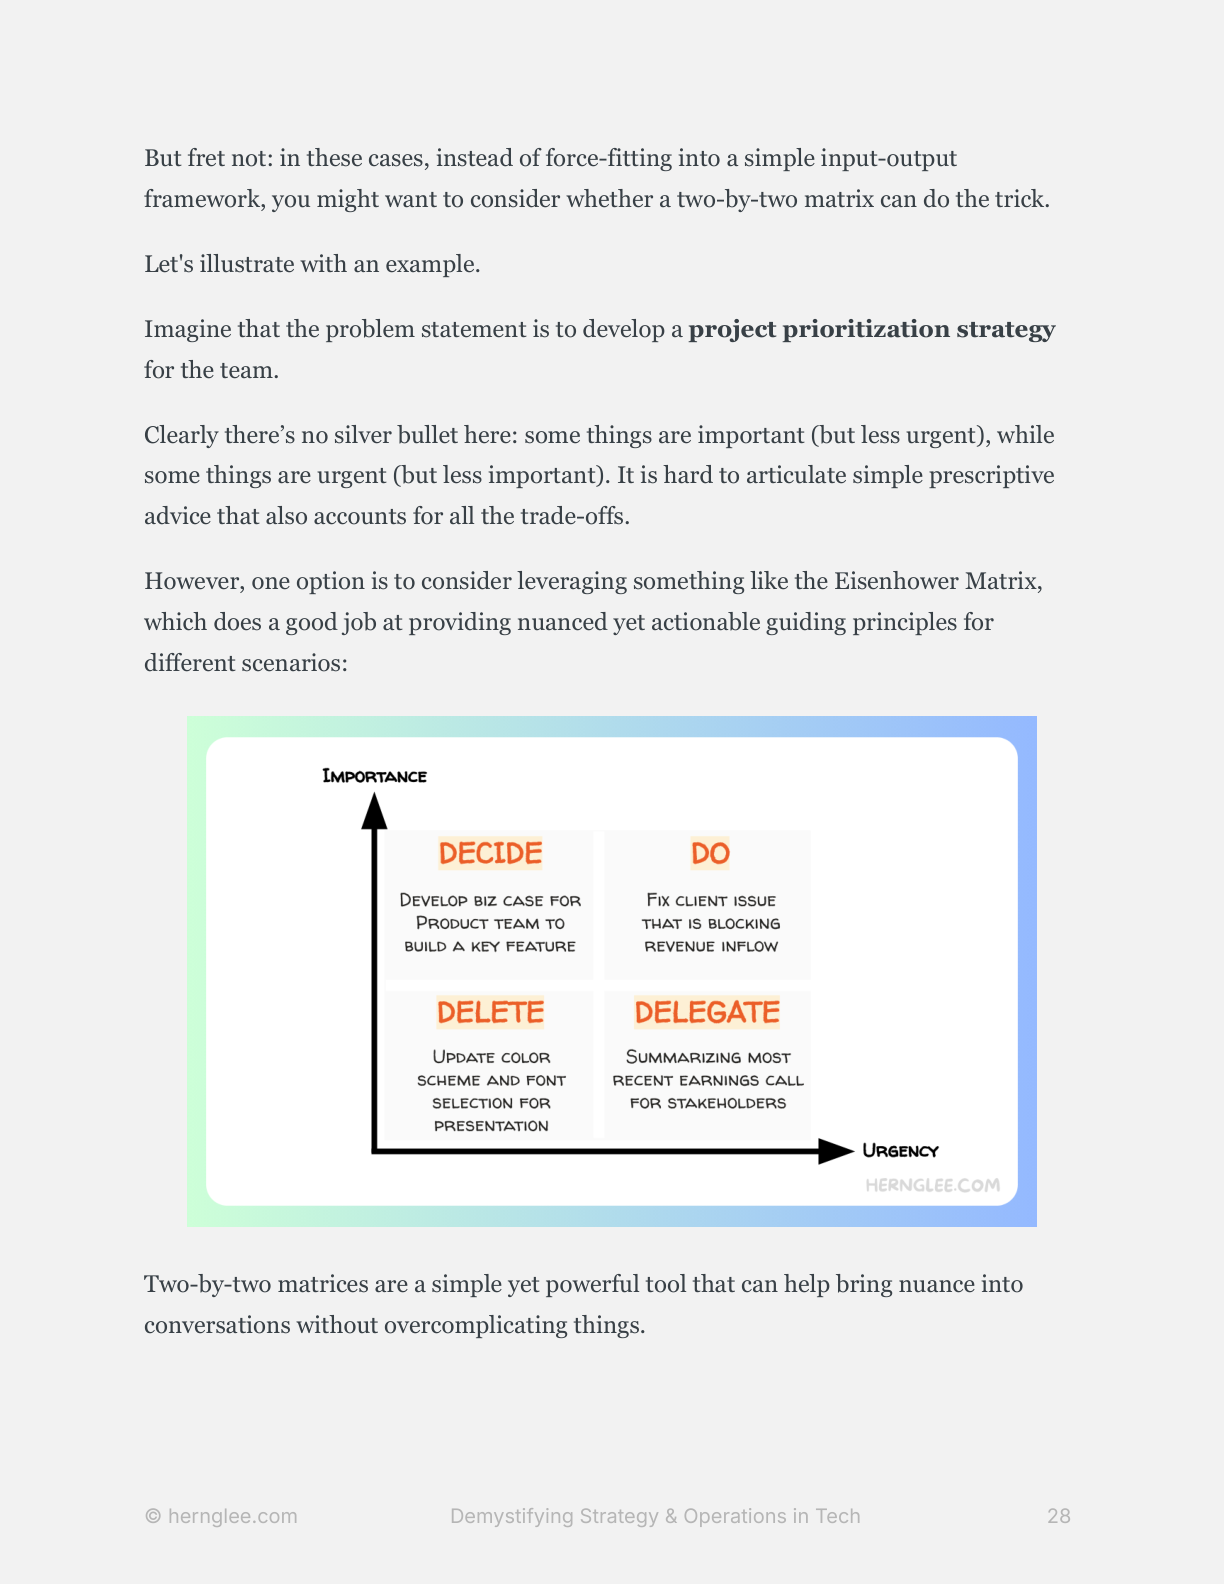 But fret not: in these cases, instead of force-fitting into a simple input-output
framework, you might want to consider whether a two-by-two matrix can do the trick.
Let's illustrate with an example.
Imagine that the problem statement is to develop a project prioritization strategy
for the team.
Clearly there’s no silver bullet here: some things are important (but less urgent), while
some things are urgent (but less important). It is hard to articulate simple prescriptive
advice that also accounts for all the trade-offs.
However, one option is to consider leveraging something like the Eisenhower Matrix,
which does a good job at providing nuanced yet actionable guiding principles for
different scenarios:
Importance
DECIDE
Develop biz case for
Product team to
build a key feature
DO
Fix client issue
that is blocking
revenue inflow
DELETE
Update color
scheme and font
selection for
presentation
DELEGATE
Summarizing most
recent earnings call
for stakeholders
Urgency
HERNGLEE.COM
Two-by-two matrices are a simple yet powerful tool that can help bring nuance into
conversations without overcomplicating things.
© hernglee.com Demystifying Strategy & Operations in Tech 28